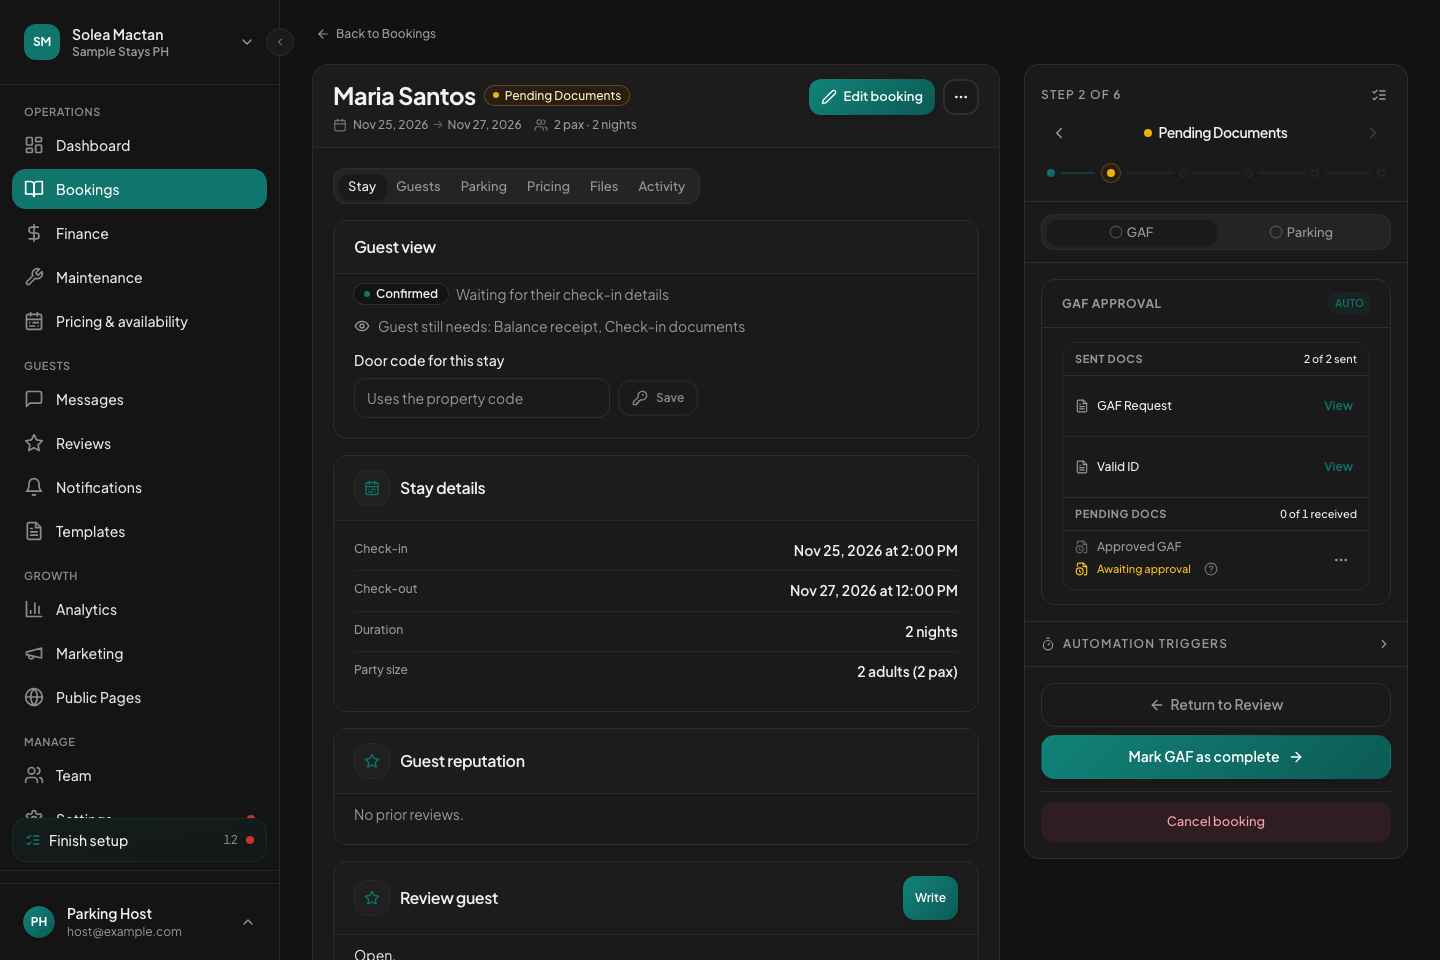 SM
Solea Mactan
Sample Stays PH
OPERATIONS
Dashboard
Bookings
Finance
Maintenance
Pricing & availability
GUESTS
Messages
Reviews
Notifications
Templates
GROWTH
Analytics
Marketing
Public Pages
MANAGE
Team
Settings
Finish setup 12
PH
Parking Host
host@example.com
Back to Bookings
Maria Santos
Pending Documents
Edit booking
Nov 25, 2026 → Nov 27, 2026 2 pax · 2 nights
Stay Guests Parking Pricing Files Activity
Guest view
Confirmed Waiting for their check-in details
Guest still needs: Balance receipt, Check-in documents
Door code for this stay
Uses the property code Save
Stay details
Check-in Nov 25, 2026 at 2:00 PM
Check-out Nov 27, 2026 at 12:00 PM
Duration 2 nights
Party size 2 adults (2 pax)
Guest reputation
No prior reviews.
Review guest Write
Open.
STEP 2 OF 6
Pending Documents
GAF Parking
GAF APPROVAL AUTO
SENT DOCS 2 of 2 sent
GAF Request View
Valid ID View
PENDING DOCS 0 of 1 received
Approved GAF
Awaiting approval
AUTOMATION TRIGGERS
Return to Review
Mark GAF as complete
Cancel booking